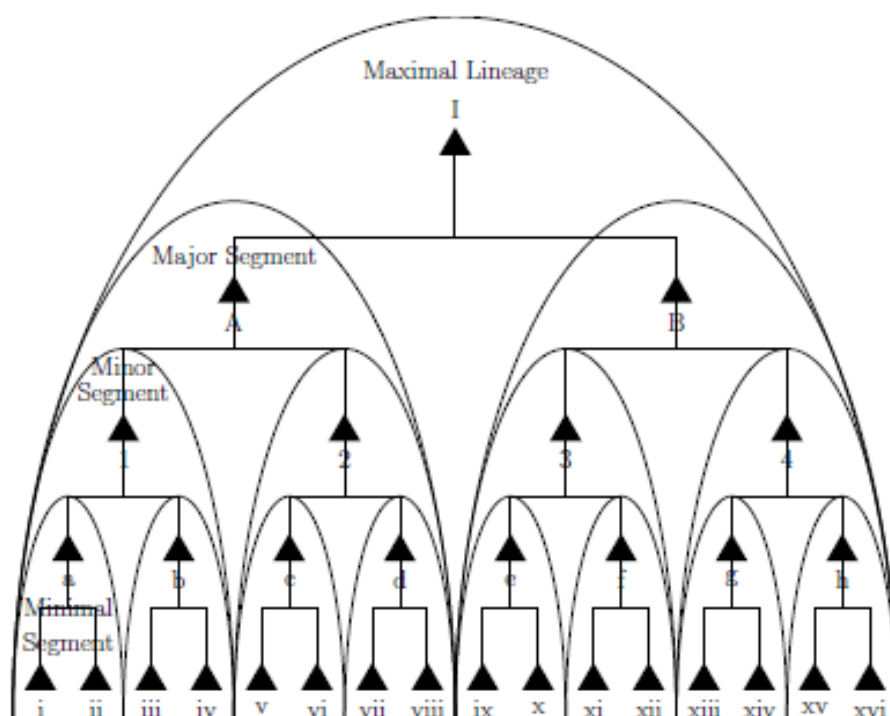 Maximal Lineage
I
Major Segment
A B
Minor
Segment
1 2 3 4
a b c d e f g h
Minimal
Segment
i ii iii iv v vi vii viii ix x xi xii xiii xiv xv xvi